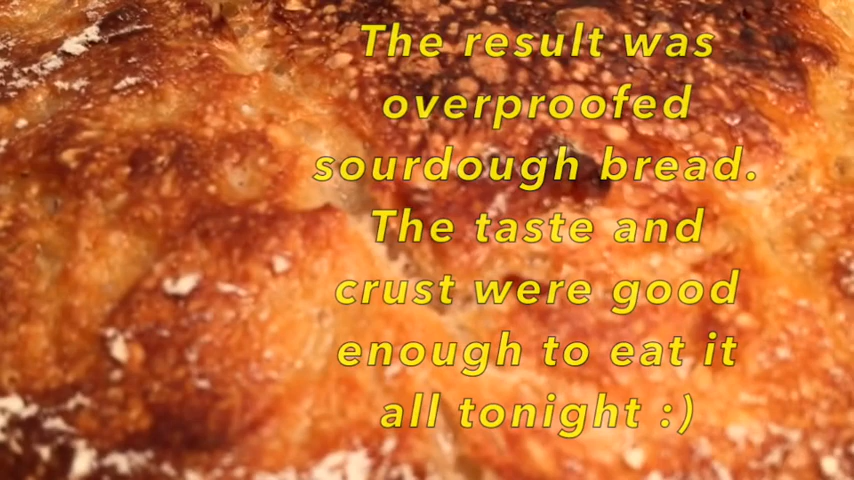 The result was
overproofed
sourdough bread.
The taste and
crust were good
enough to eat it
all tonight :)